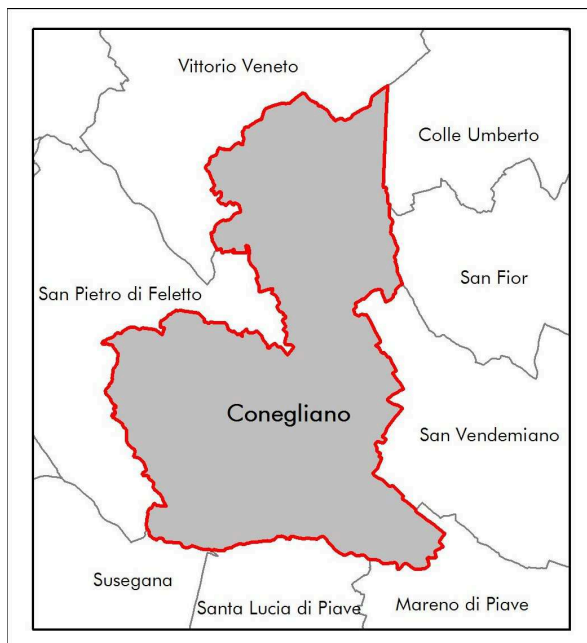 Vittorio Veneto
Colle Umberto
San Fior
San Pietro di Feletto
Conegliano
San Vendemiano
Susegana
Santa Lucia di Piave
Mareno di Piave